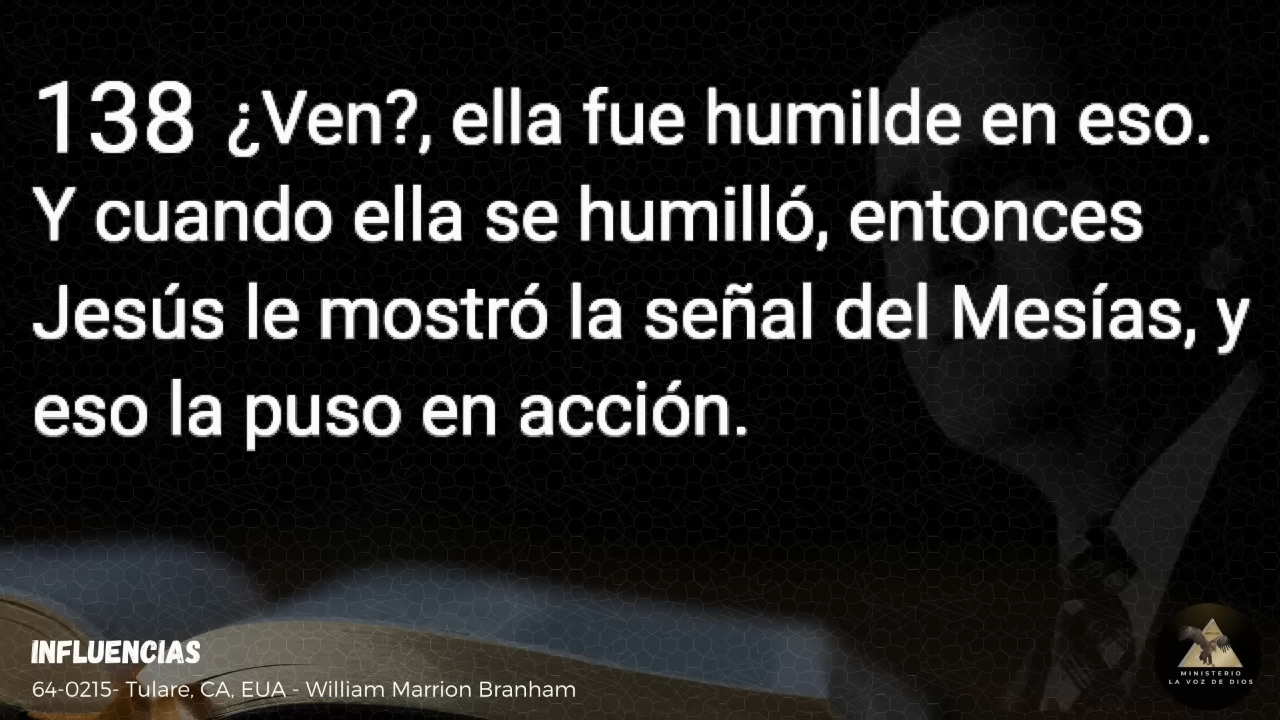 138 ¿Ven?, ella fue humilde en eso.
Y cuando ella se humilló, entonces
Jesús le mostró la señal del Mesías, y
eso la puso en acción.
INFLUENCIAS
64-0215- Tulare, CA, EUA - William Marrion Branham
MINISTERIO
LA VOZ DE DIOS